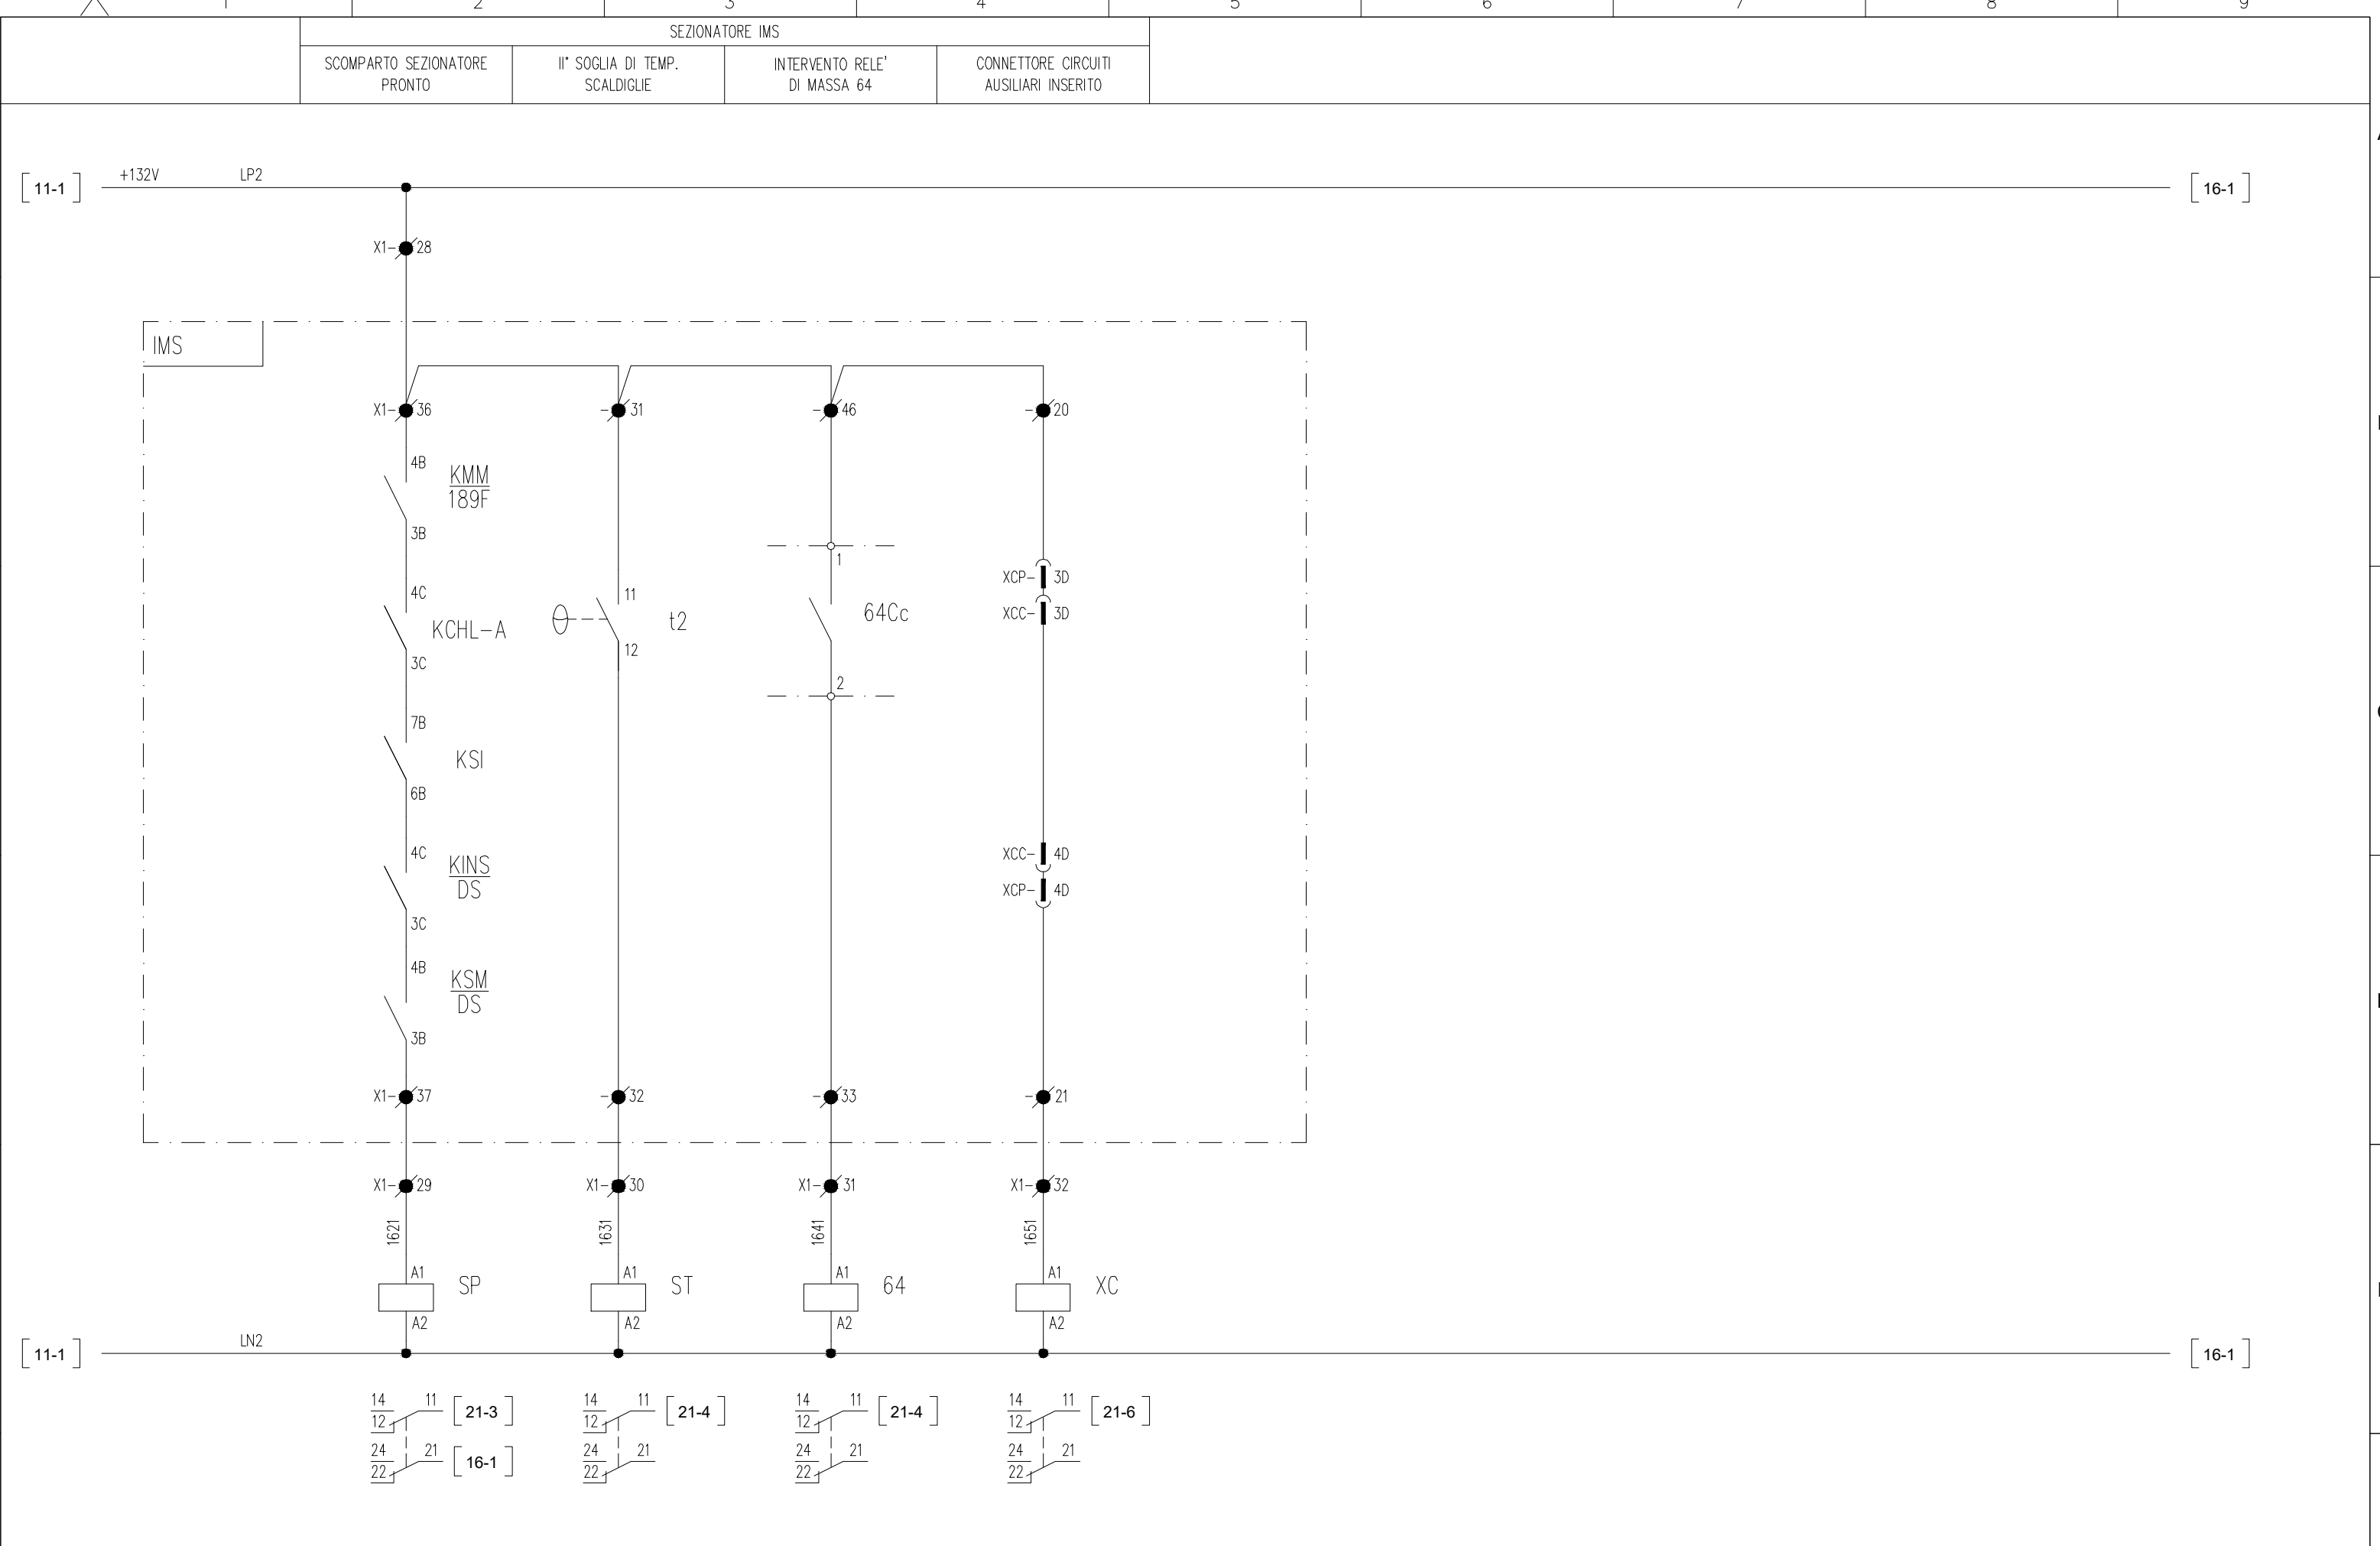 1 2 3 4 5 6 7 8 9
SEZIONATORE IMS
SCOMPARTO SEZIONATORE
PRONTO
II° SOGLIA DI TEMP.
SCALDIGLIE
INTERVENTO RELE'
DI MASSA 64
CONNETTORE CIRCUITI
AUSILIARI INSERITO
11-1 +132V LP2 16-1
X1- 28
IMS
X1- 36 - 31 - 46 - 20
4B
KMM
189F
3B
4C
KCHL-A
3C
7B
KSI
6B
4C
KINS
DS
3C
4B
KSM
DS
3B
11
t2
12
1
64Cc
2
XCP- 3D
XCC- 3D
XCC- 4D
XCP- 4D
X1- 37 - 32 - 33 - 21
X1- 29 X1- 30 X1- 31 X1- 32
1621 1631 1641 1651
A1 A1 A1 A1
SP ST 64 XC
A2 A2 A2 A2
11-1 LN2 16-1
14 11 21-3 14 11 21-4 14 11 21-4 14 11 21-6
12 12 12 12
24 21 16-1 24 21 24 21 24 21
22 22 22 22